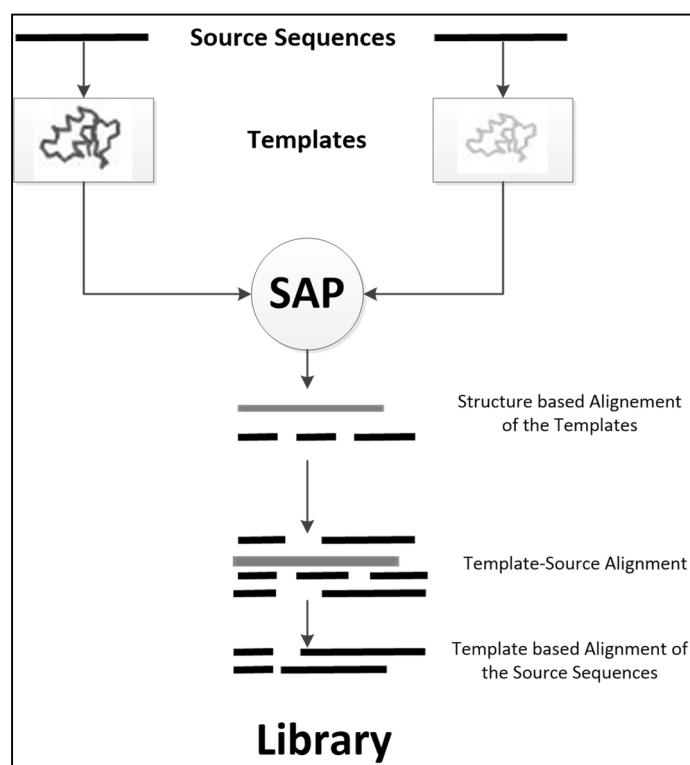 Source Sequences
Templates
SAP
Structure based Alignement
of the Templates
Template-Source Alignment
Template based Alignment of
the Source Sequences
Library